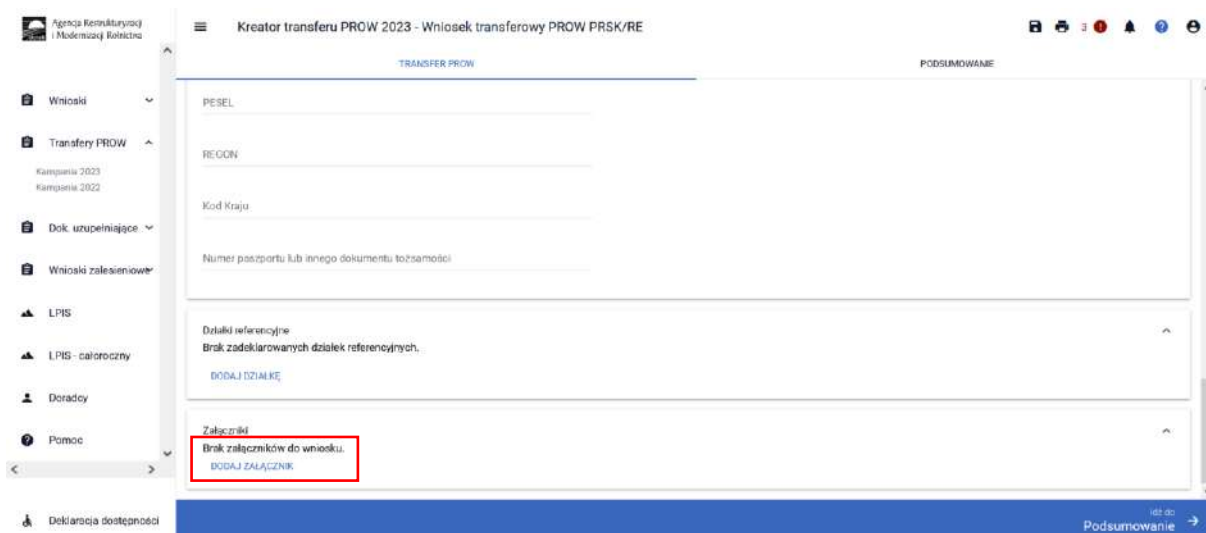 Agencja Restrukturyzacji
i Modernizacji Rolnictwa
Kreator transferu PROW 2023 - Wniosek transferowy PROW PRSK/RE
3
TRANSFER PROW
PODSUMOWANIE
Wnioski
Transfery PROW
Kampania 2023
Kampania 2022
Dok. uzupełniające
Wnioski zalesieniowe
LPIS
LPIS - całoroczny
Doradcy
Pomoc
Deklaracja dostępności
PESEL
REGON
Kod Kraju
Numer paszportu lub innego dokumentu tożsamości
Działki referencyjne
Brak zadeklarowanych działek referencyjnych.
DODAJ DZIAŁKĘ
Załączniki
Brak załączników do wniosku.
DODAJ ZAŁĄCZNIK
idź do
Podsumowanie